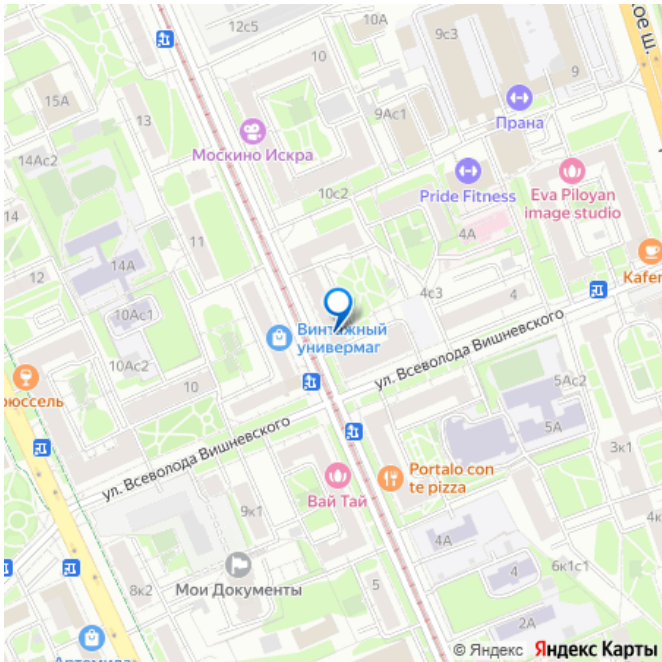 12с5
10А
10
9с3
9
ое ш.
15А
13
Москино Искра
9Ас1
Прана
14Ас2
10с2
Pride Fitness
Eva Piloyan
image studio
14
4А
11
14А
12
4с3
4
Kafe
10Ас1
Винтажный
универмаг
ул. Всеволода Вишневского
10Ас2
10
рюссель
5Ас2
5А
ул. Всеволода Вишневского
3к1
Portalo con
te pizza
Вай Тай
9к1
4А
Мои Документы
8к2
5
4
6к1с1
2А
Артемида
© Яндекс Яндекс Карты